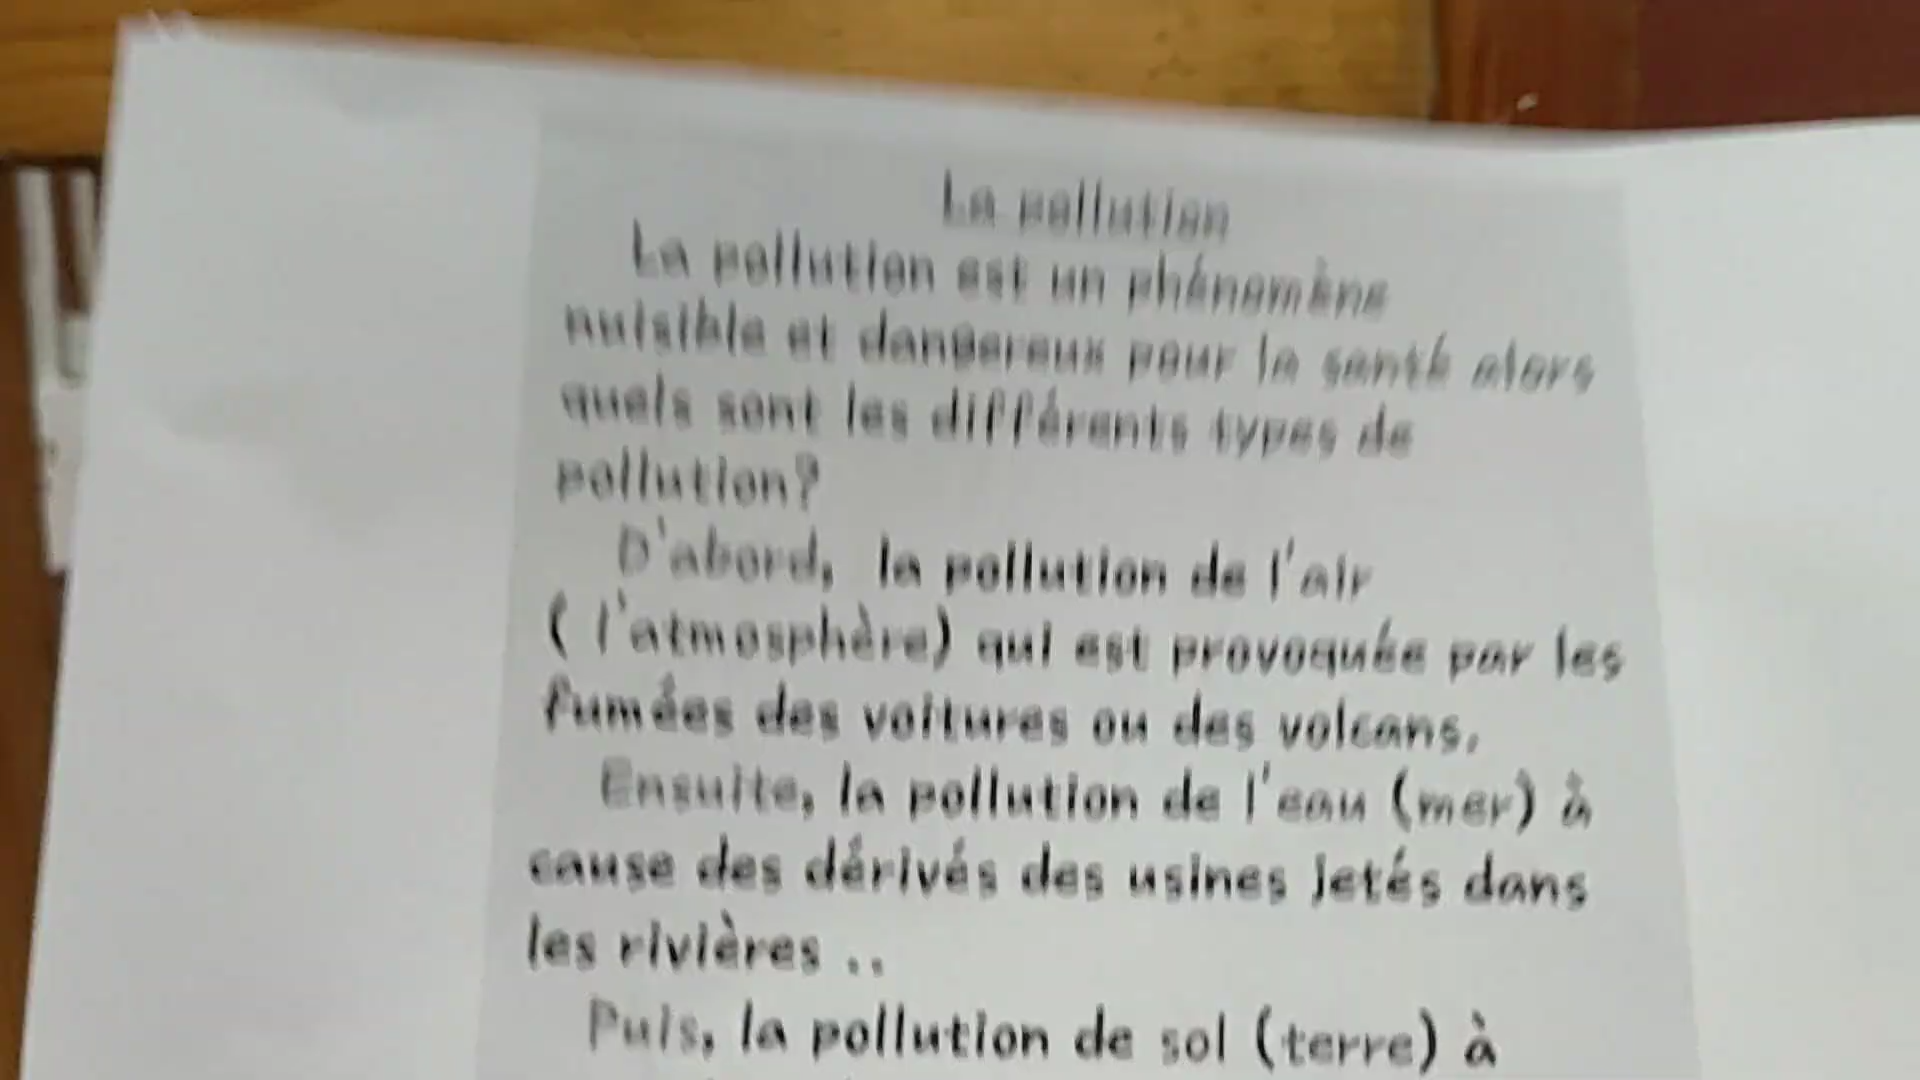 La pollution
La pollution est un phénomène
nuisible et dangereux pour la santé alors
quels sont les différents types de
pollution?
D'abord, la pollution de l'air
( l'atmosphère) qui est provoquée par les
fumées des voitures ou des volcans,
Ensuite, la pollution de l'eau (mer) à
cause des dérivés des usines jetés dans
les rivières ..
Puis, la pollution de sol (terre) à